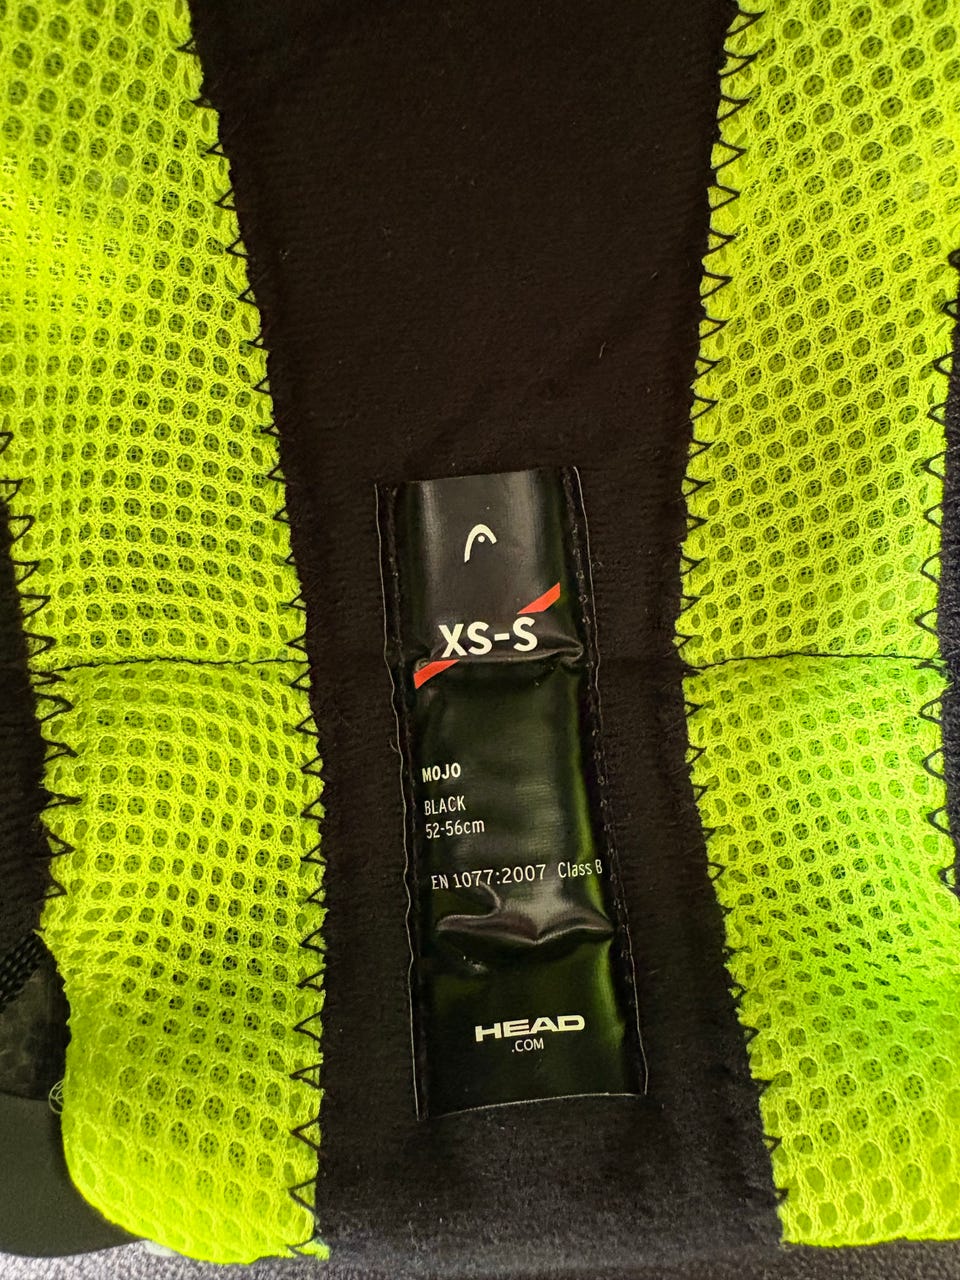 XS-S
MOJO
BLACK
52-56cm
EN 1077:2007 Class B
HEAD
.COM